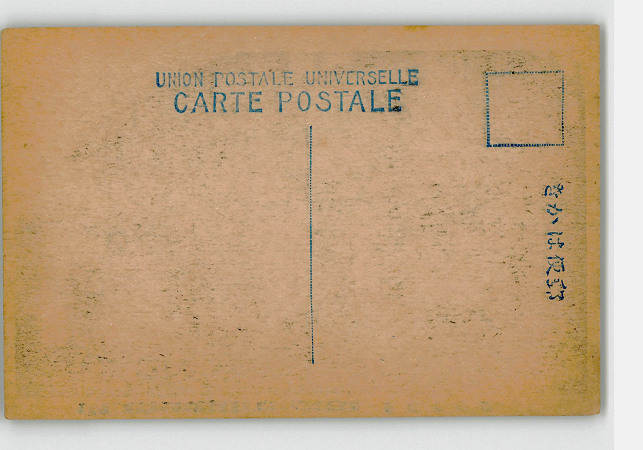 UNION POSTALE UNIVERSELLE
CARTE POSTALE
きかは便郵